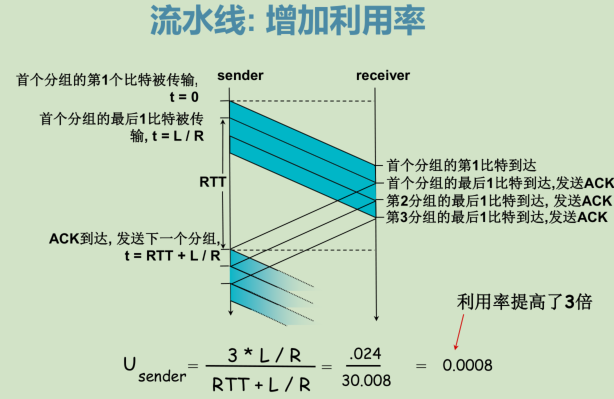 流水线: 增加利用率
sender
receiver
首个分组的第1个比特被传输,
t = 0
首个分组的最后1比特被传
输, t = L / R
RTT
首个分组的第1比特到达
首个分组的最后1比特到达,发送ACK
第2分组的最后1比特到达, 发送ACK
第3分组的最后1比特到达,发送ACK
ACK到达, 发送下一个分组,
t = RTT + L / R
利用率提高了3倍
U sender = 3 * L / R / RTT + L / R = .024 / 30.008 = 0.0008